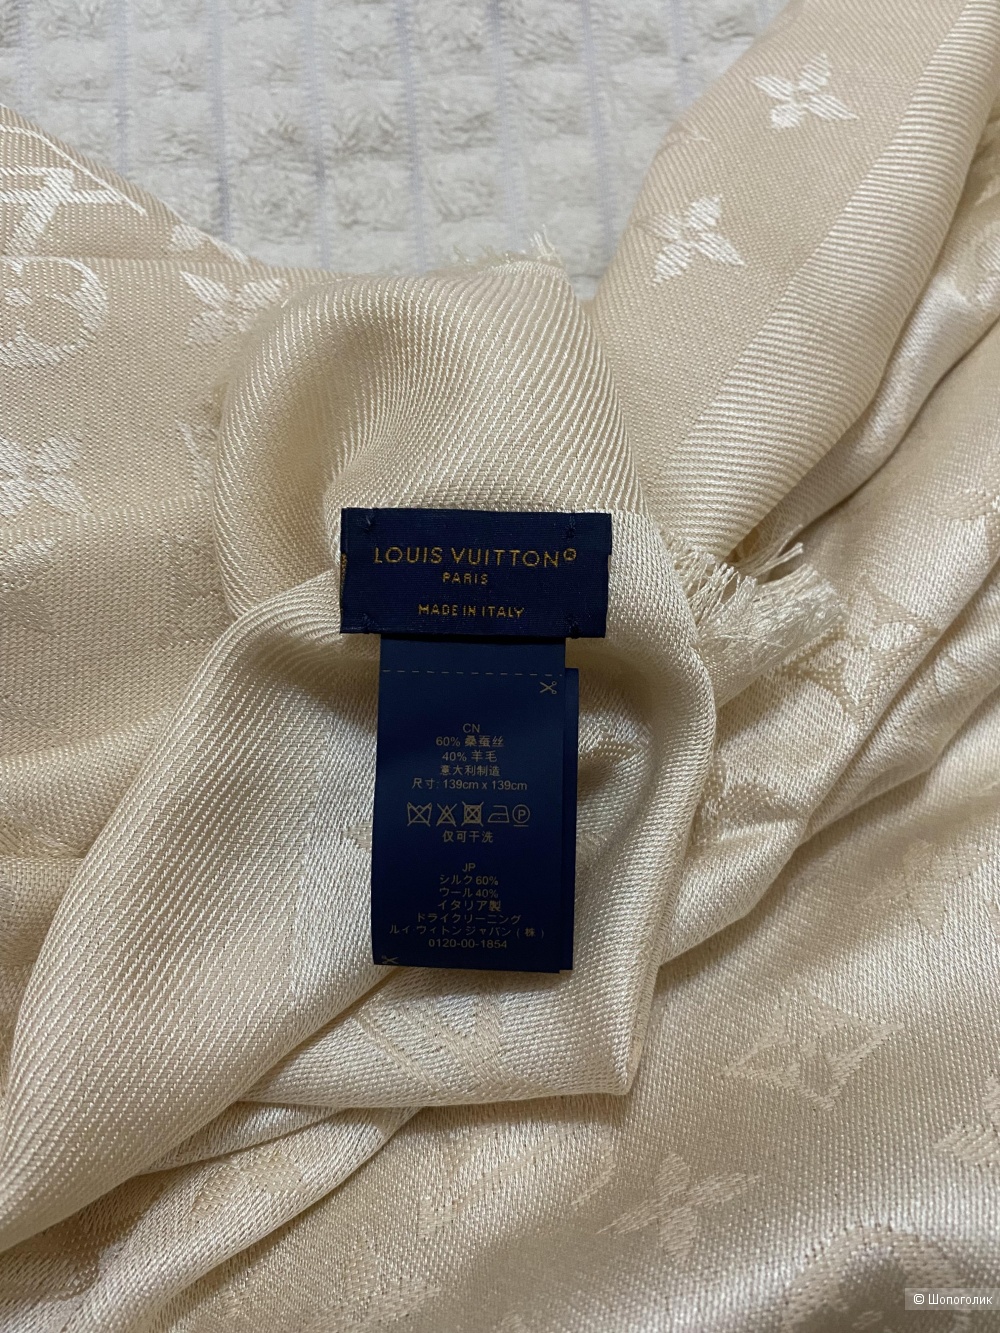 LOUIS VUITTON®
PARIS
MADE IN ITALY
CN
60% 桑蚕丝
40% 羊毛
意大利制造
尺寸: 139cm x 139cm
P
仅可干洗
JP
シルク60%
ウール40%
イタリア製
ドライクリーニング
ルイ ヴィトン ジャパン ( 株 )
0120-00-1854
© Шопоголик